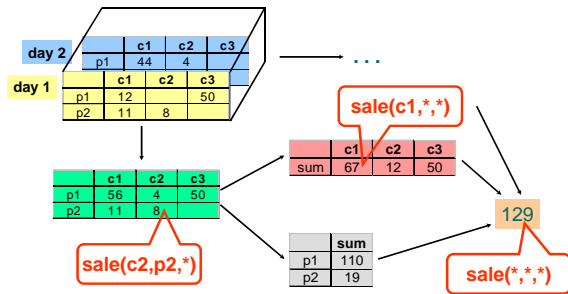 c1 c2 c3
day 2
p1 44 4
. . .
day 1
c1 c2 c3
p1 12 50
p2 11 8
sale(c1,*,*)
c1 c2 c3
sum 67 12 50
c1 c2 c3
p1 56 4 50
p2 11 8
129
sale(c2,p2,*)
sum
p1 110
p2 19
sale(*,*,*)